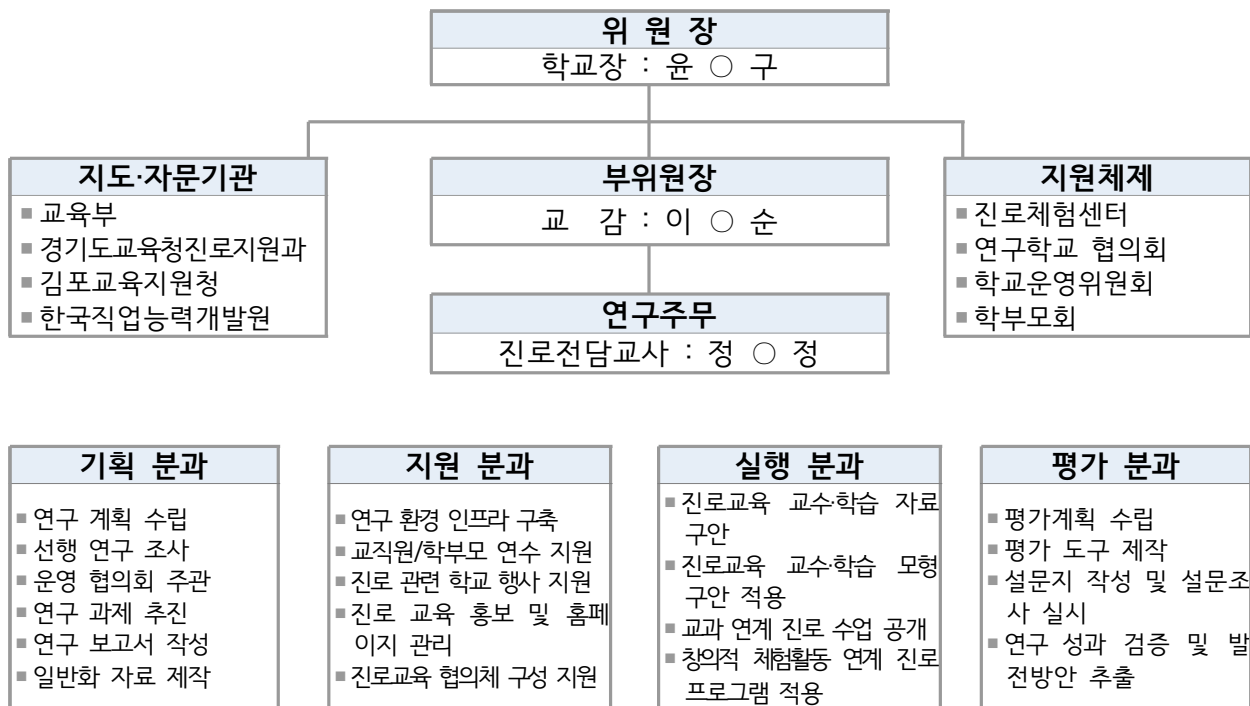 위 원 장
학교장 : 윤 ○ 구
지도·자문기관
■ 교육부
■ 경기도교육청진로지원과
■ 김포교육지원청
■ 한국직업능력개발원
부위원장
교 감 : 이 ○ 순
지원체제
■ 진로체험센터
■ 연구학교 협의회
■ 학교운영위원회
■ 학부모회
연구주무
진로전담교사 : 정 ○ 정
기획 분과
■ 연구 계획 수립
■ 선행 연구 조사
■ 운영 협의회 주관
■ 연구 과제 추진
■ 연구 보고서 작성
■ 일반화 자료 제작
지원 분과
■ 연구 환경 인프라 구축
■ 교직원/학부모 연수 지원
■ 진로 관련 학교 행사 지원
■ 진로 교육 홍보 및 홈페
이지 관리
■ 진로교육 협의체 구성 지원
실행 분과
■ 진로교육 교수·학습 자료
구안
■ 진로교육 교수·학습 모형
구안 적용
■ 교과 연계 진로 수업 공개
■ 창의적 체험활동 연계 진로
프로그램 적용
평가 분과
■ 평가계획 수립
■ 평가 도구 제작
■ 설문지 작성 및 설문조
사 실시
■ 연구 성과 검증 및 발
전방안 추출